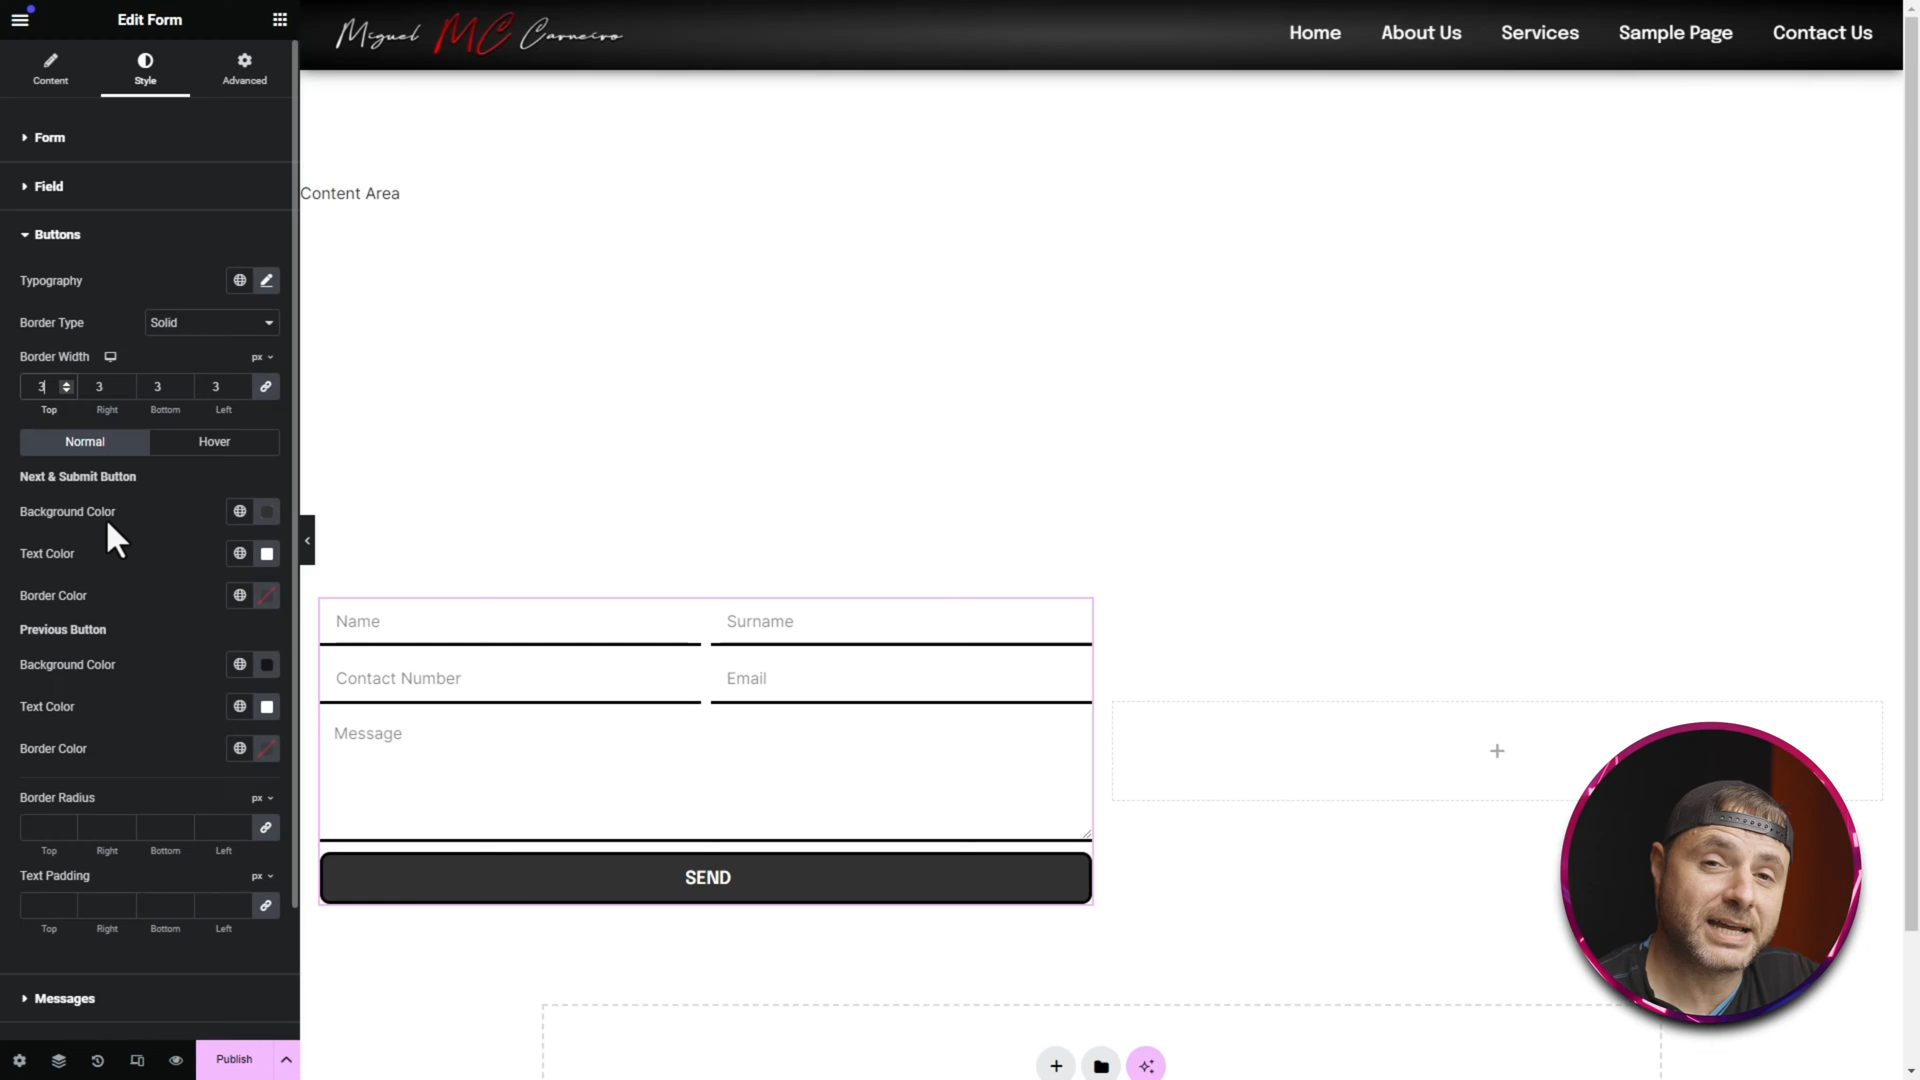 Edit Form
Miguel MC Carneiro
Home
About Us
Services
Sample Page
Contact Us
Content
Style
Advanced
Form
Field
Buttons
Typography
Border Type
Solid
Border Width
px
3
3
3
3
Top
Right
Bottom
Left
Normal
Hover
Next & Submit Button
Background Color
Text Color
Border Color
Previous Button
Background Color
Text Color
Border Color
Border Radius
px
Top
Right
Bottom
Left
Text Padding
px
Top
Right
Bottom
Left
Messages
Publish
Content Area
Name
Surname
Contact Number
Email
Message
SEND